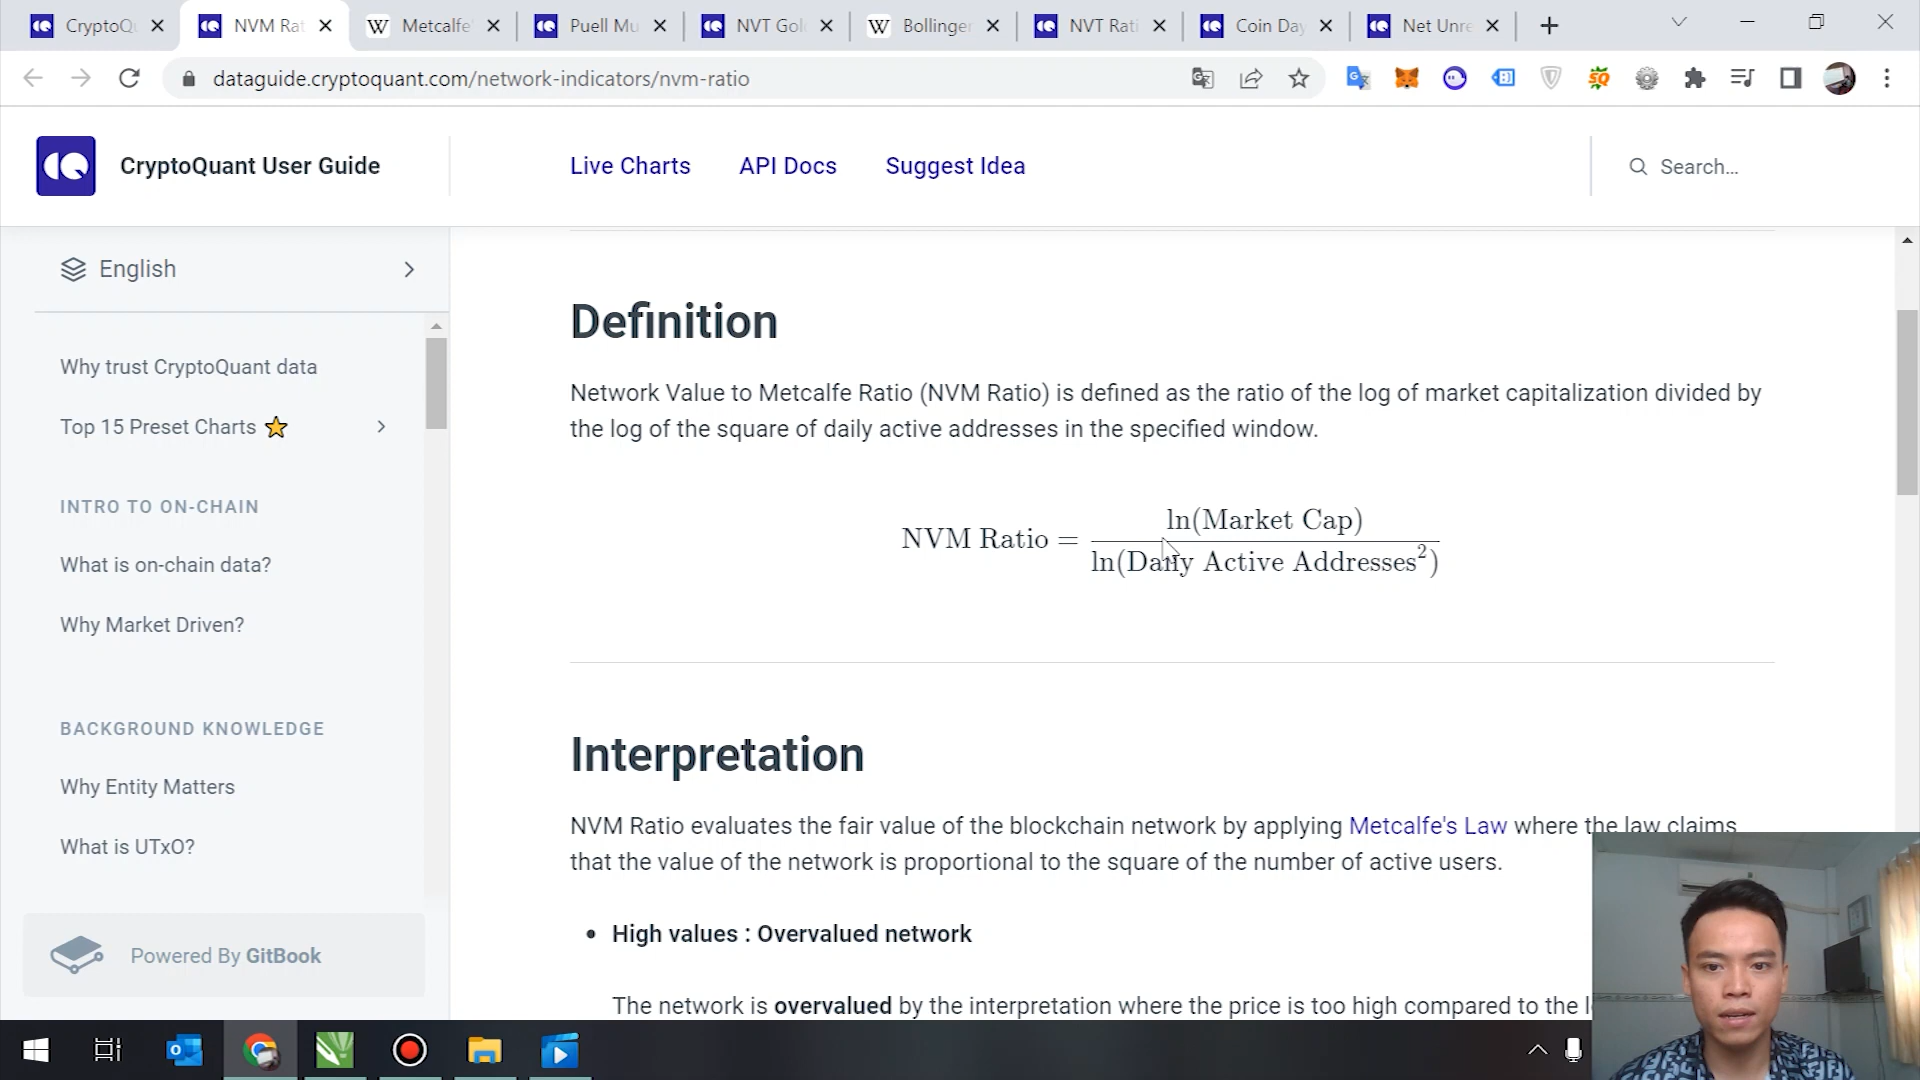 CryptoQu
NVM Rat
Metcalfe'
Puell Mu
NVT Gol
Bollinger
NVT Rati
Coin Day
Net Unre
dataguide.cryptoquant.com/network-indicators/nvm-ratio
CryptoQuant User Guide
Live Charts
API Docs
Suggest Idea
Search...
English
Why trust CryptoQuant data
Top 15 Preset Charts ⭐
INTRO TO ON-CHAIN
What is on-chain data?
Why Market Driven?
BACKGROUND KNOWLEDGE
Why Entity Matters
What is UTxO?
Powered By GitBook
Definition
Network Value to Metcalfe Ratio (NVM Ratio) is defined as the ratio of the log of market capitalization divided by
the log of the square of daily active addresses in the specified window.
NVM Ratio = ln(Market Cap) / ln(Daily Active Addresses²)
Interpretation
NVM Ratio evaluates the fair value of the blockchain network by applying Metcalfe's Law where the law claims
that the value of the network is proportional to the square of the number of active users.
• High values : Overvalued network
The network is overvalued by the interpretation where the price is too high compared to the